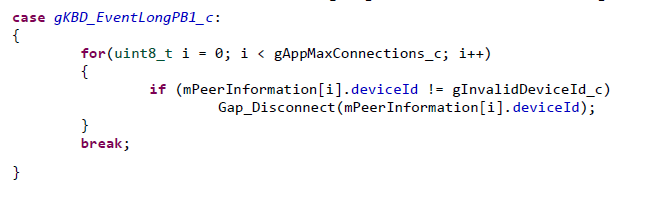 case gKBD_EventLongPB1_c:
{
for(uint8_t i = 0; i < gAppMaxConnections_c; i++)
{
if (mPeerInformation[i].deviceId != gInvalidDeviceId_c)
Gap_Disconnect(mPeerInformation[i].deviceId);
}
break;
}